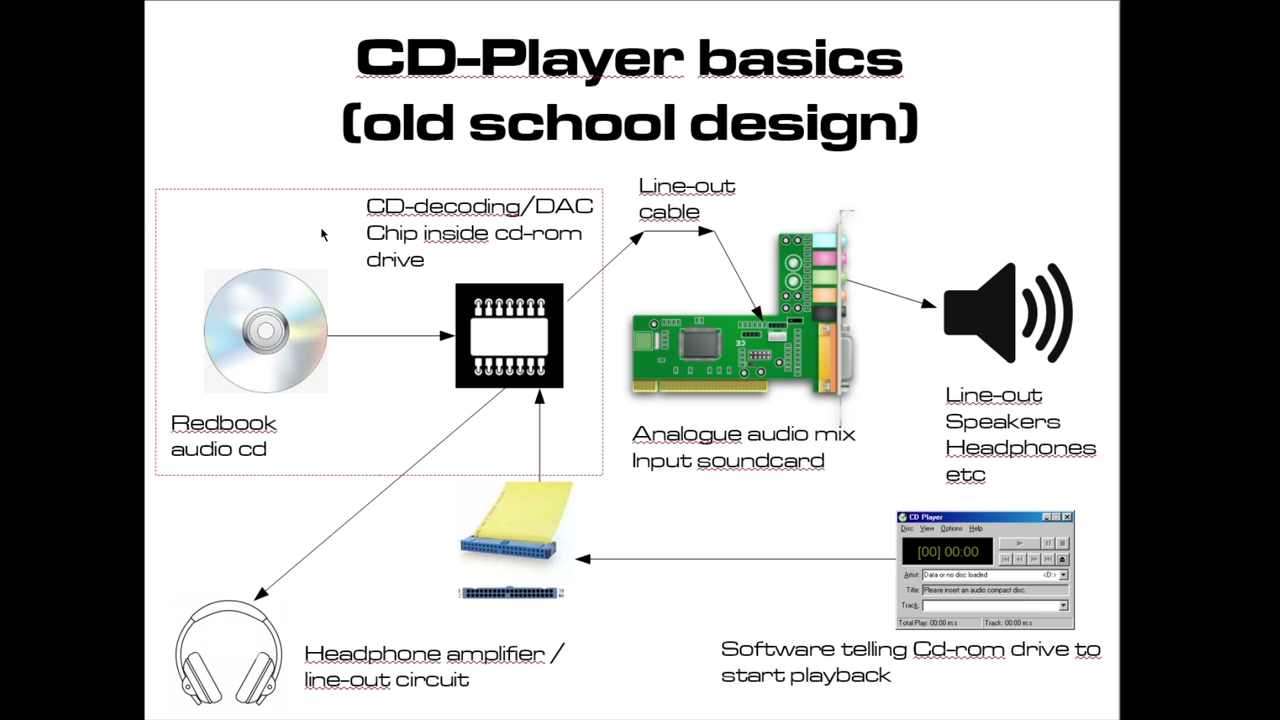 CD-Player basics
(old school design)
Line-out
cable
CD-decoding/DAC
Chip inside cd-rom
drive
Redbook
audio cd
Analogue audio mix
Input soundcard
Line-out
Speakers
Headphones
etc
CD Player
Disc View Options Help
[00] 00:00
Artist: Data or no disc loaded <D:>
Title: Please insert an audio compact disc.
Track:
Total Play: 00:00 m:s Track: 00:00 m:s
Headphone amplifier /
line-out circuit
Software telling Cd-rom drive to
start playback